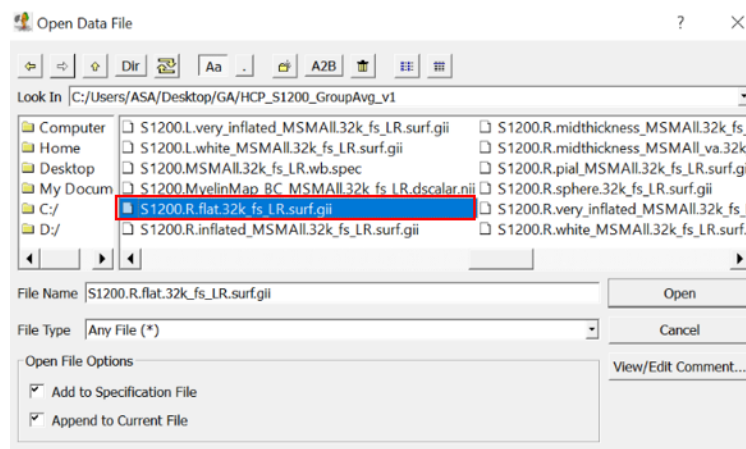 Open Data File
?
Dir
Aa
.
A2B
Look In C:/Users/ASA/Desktop/GA/HCP_S1200_GroupAvg_v1
Computer
Home
Desktop
My Docum
C:/
D:/
S1200.L.very_inflated_MSMAll.32k_fs_LR.surf.gii
S1200.L.white_MSMAll.32k_fs_LR.surf.gii
S1200.MSMAll.32k_fs_LR.wb.spec
S1200.MyelinMap_BC_MSMAll.32k_fs_LR.dscalar.nii
S1200.R.flat.32k_fs_LR.surf.gii
S1200.R.inflated_MSMAll.32k_fs_LR.surf.gii
S1200.R.midthickness_MSMAll.32k_fs_
S1200.R.midthickness_MSMAll_va.32k
S1200.R.pial_MSMAll.32k_fs_LR.surf.gi
S1200.R.sphere.32k_fs_LR.surf.gii
S1200.R.very_inflated_MSMAll.32k_fs_L
S1200.R.white_MSMAll.32k_fs_LR.surf.
File Name S1200.R.flat.32k_fs_LR.surf.gii
Open
File Type Any File (*)
Cancel
Open File Options
View/Edit Comment...
Add to Specification File
Append to Current File